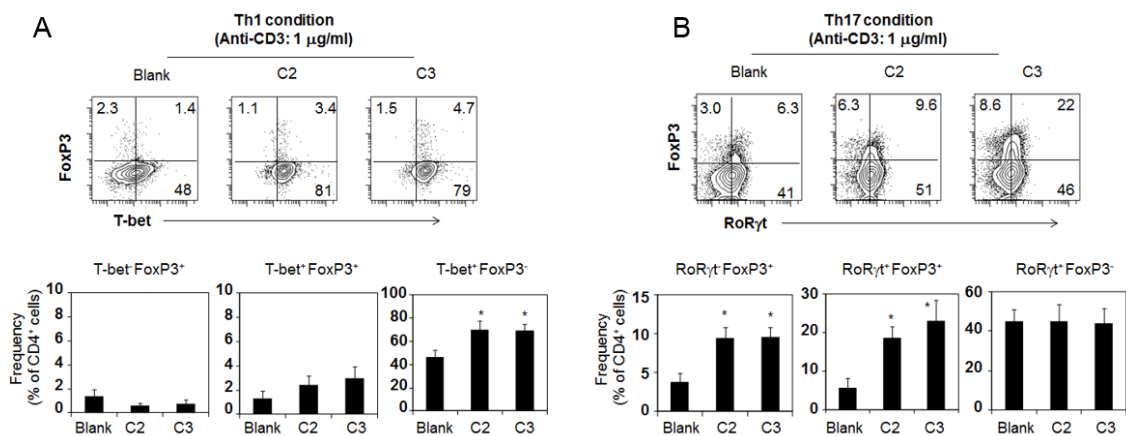 A
Th1 condition
(Anti-CD3: 1 μg/ml)
Blank
C2
C3
2.3
1.4
48
1.1
3.4
81
1.5
4.7
79
FoxP3
T-bet
T-bet⁻FoxP3⁺
T-bet⁺FoxP3⁺
T-bet⁺FoxP3⁻
Frequency
(% of CD4⁺ cells)
10
8
6
4
2
0
Blank
C2
C3
10
8
6
4
2
0
Blank
C2
C3
100
80
60
40
20
0
*
*
Blank
C2
C3
B
Th17 condition
(Anti-CD3: 1 μg/ml)
Blank
C2
C3
3.0
6.3
41
6.3
9.6
51
8.6
22
46
FoxP3
RoRγt
RoRγt⁻FoxP3⁺
RoRγt⁺FoxP3⁺
RoRγt⁺FoxP3⁻
Frequency
(% of CD4⁺ cells)
15
10
5
0
*
*
Blank
C2
C3
30
20
10
0
*
*
Blank
C2
C3
60
40
20
0
Blank
C2
C3